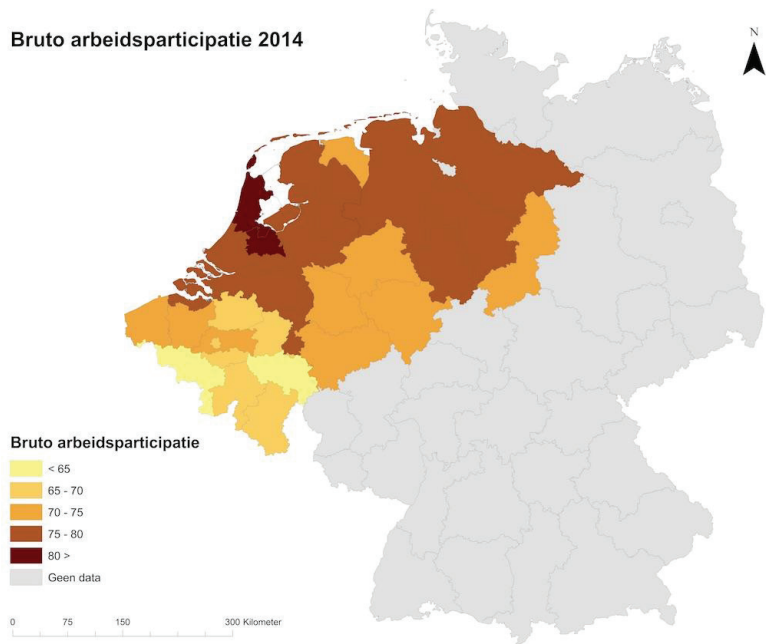 Bruto arbeidsparticipatie 2014
N
Bruto arbeidsparticipatie
< 65
65 - 70
70 - 75
75 - 80
80 >
Geen data
0 75 150 300 Kilometer